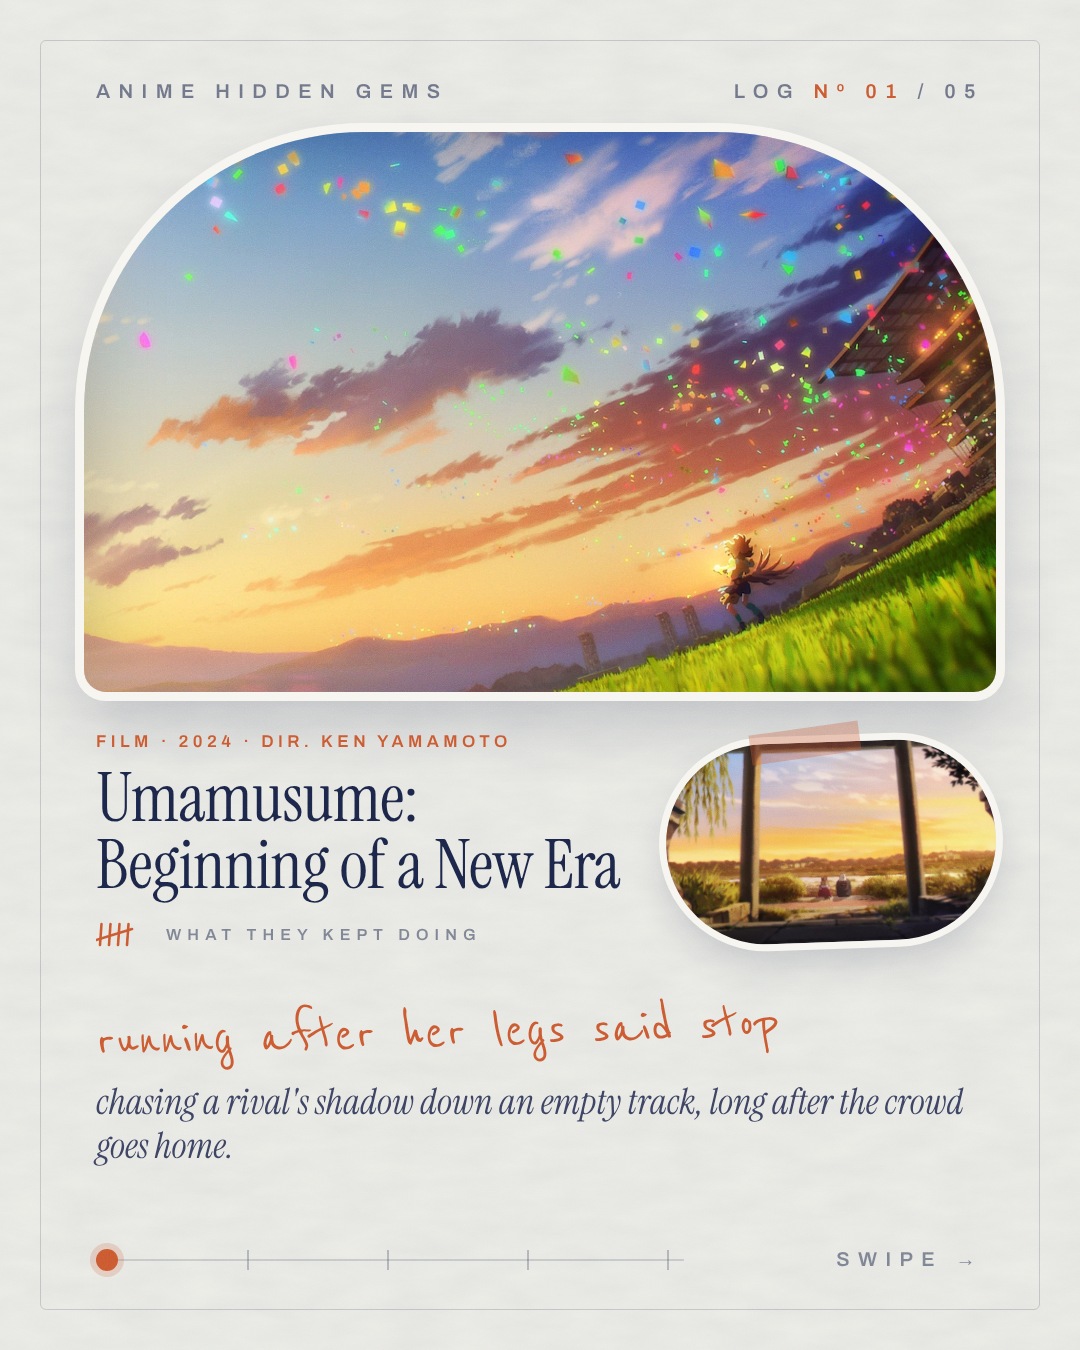 ANIME HIDDEN GEMS
LOG Nº 01 / 05
FILM · 2024 · DIR. KEN YAMAMOTO
Umamusume:
Beginning of a New Era
WHAT THEY KEPT DOING
running after her legs said stop
chasing a rival's shadow down an empty track, long after the crowd
goes home.
SWIPE →